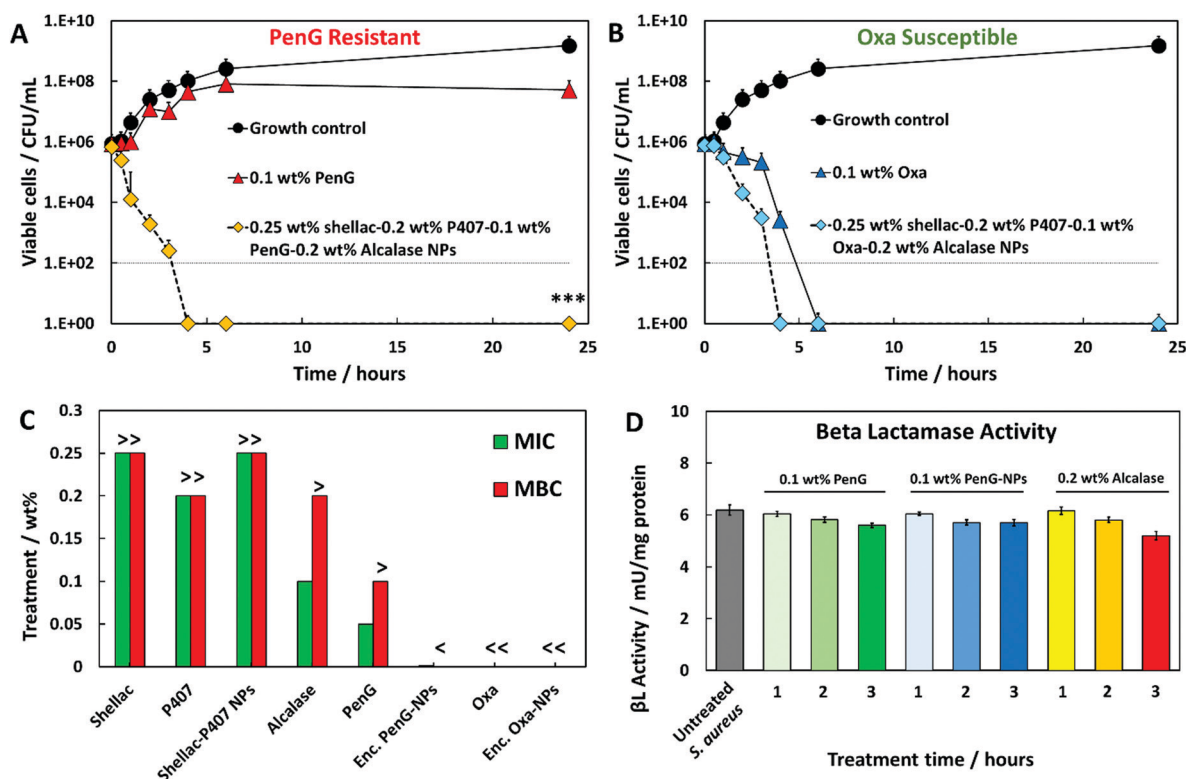 A
PenG Resistant
1.E+10
1.E+08
1.E+06
1.E+04
1.E+02
1.E+00
Viable cells / CFU/mL
Growth control
0.1 wt% PenG
0.25 wt% shellac-0.2 wt% P407-0.1 wt%
PenG-0.2 wt% Alcalase NPs
***
0 5 10 15 20 25
Time / hours
B
Oxa Susceptible
1.E+10
1.E+08
1.E+06
1.E+04
1.E+02
1.E+00
Viable cells / CFU/mL
Growth control
0.1 wt% Oxa
0.25 wt% shellac-0.2 wt% P407-0.1 wt%
Oxa-0.2 wt% Alcalase NPs
0 5 10 15 20 25
Time / hours
C
0.3
0.25
0.2
0.15
0.1
0.05
0
Treatment / wt%
MIC
MBC
>> >> >> > > < << <<
Shellac
P407
Shellac-P407 NPs
Alcalase
PenG
Enc. PenG-NPs
Oxa
Enc. Oxa-NPs
D
Beta Lactamase Activity
10
8
6
4
2
0
βL Activity / mU/mg protein
0.1 wt% PenG 0.1 wt% PenG-NPs 0.2 wt% Alcalase
Untreated
S. aureus
1 2 3 1 2 3 1 2 3
Treatment time / hours